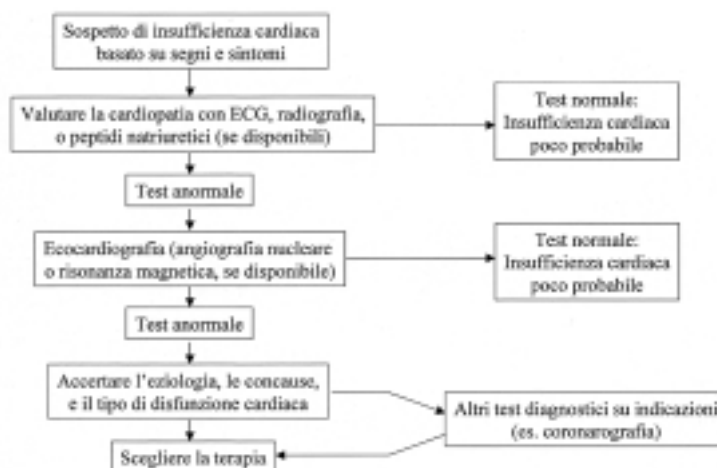 Sospetto di insufficienza cardiaca
basato su segni e sintomi
Valutare la cardiopatia con ECG, radiografia,
o peptidi natriuretici (se disponibili)
Test normale:
Insufficienza cardiaca
poco probabile
Test anormale
Ecocardiografia (angiografia nucleare
o risonanza magnetica, se disponibile)
Test normale:
Insufficienza cardiaca
poco probabile
Test anormale
Accertare l'eziologia, le concause,
e il tipo di disfunzione cardiaca
Altri test diagnostici su indicazioni
(es. coronarografia)
Scegliere la terapia